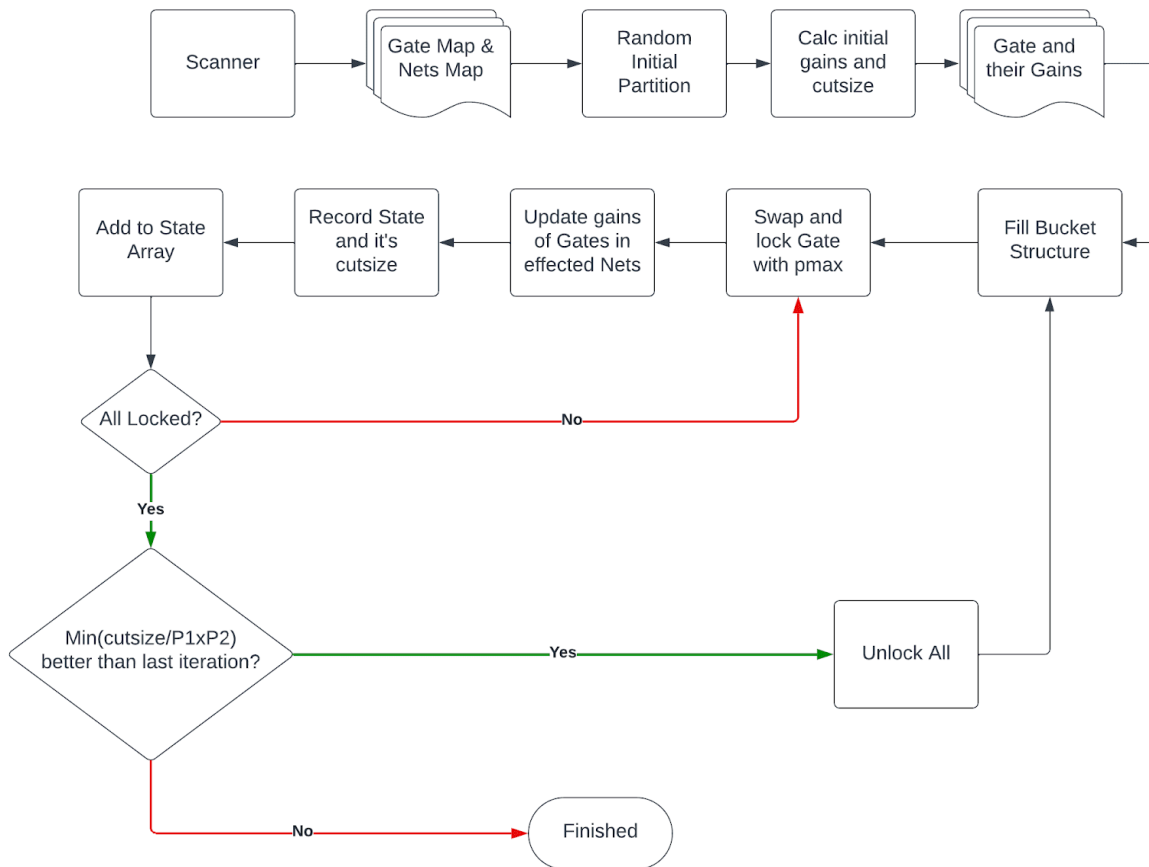 Scanner
Gate Map &
Nets Map
Random
Initial
Partition
Calc initial
gains and
cutsize
Gate and
their Gains
Add to State
Array
Record State
and it's
cutsize
Update gains
of Gates in
effected Nets
Swap and
lock Gate
with pmax
Fill Bucket
Structure
All Locked?
No
Yes
Min(cutsize/P1xP2)
better than last iteration?
Yes
Unlock All
No
Finished